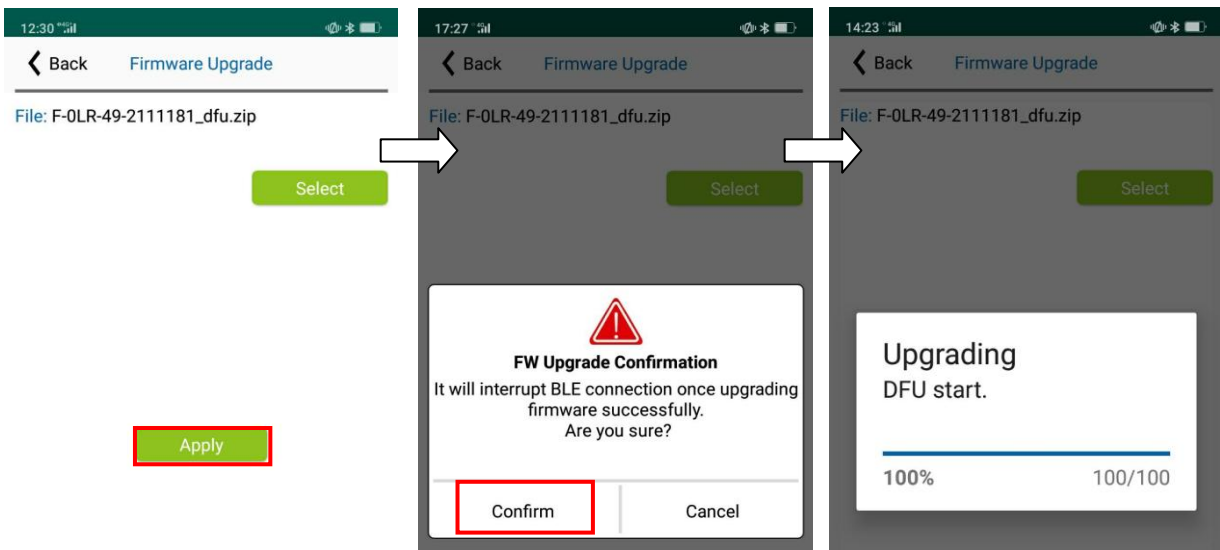 12:30
Back Firmware Upgrade
File: F-0LR-49-2111181_dfu.zip
Select
Apply
17:27
Back Firmware Upgrade
File: F-0LR-49-2111181_dfu.zip
Select
FW Upgrade Confirmation
It will interrupt BLE connection once upgrading
firmware successfully.
Are you sure?
Confirm Cancel
14:23
Back Firmware Upgrade
File: F-0LR-49-2111181_dfu.zip
Select
Upgrading
DFU start.
100% 100/100